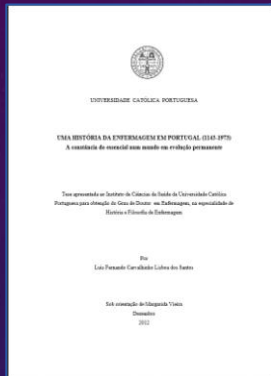 UNIVERSIDADE CATÓLICA PORTUGUESA
UMA HISTÓRIA DA ENFERMAGEM EM PORTUGAL (1143-1973)
A constância do essencial num mundo em evolução permanente
Tese apresentada ao Instituto de Ciências da Saúde da Universidade Católica
Portuguesa para obtenção do Grau de Doutor em Enfermagem, na especialidade de
História e Filosofia de Enfermagem
Por
Luís Fernando Carvalhinho Lisboa dos Santos
Sob orientação de Margarida Vieira
Dezembro
2012